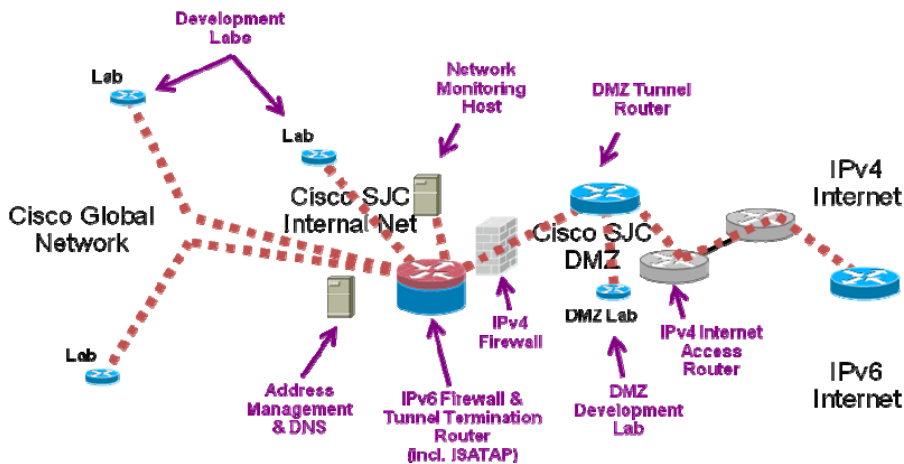 Development
Labs
Lab
Network
Monitoring
Host
DMZ Tunnel
Router
Lab
IPv4
Internet
Cisco Global
Network
Cisco SJC
Internal Net
Cisco SJC
DMZ
DMZ Lab
IPv4
Firewall
IPv4 Internet
Access
Router
Lab
Address
Management
& DNS
IPv6 Firewall &
Tunnel Termination
Router
(incl. ISATAP)
DMZ
Development
Lab
IPv6
Internet